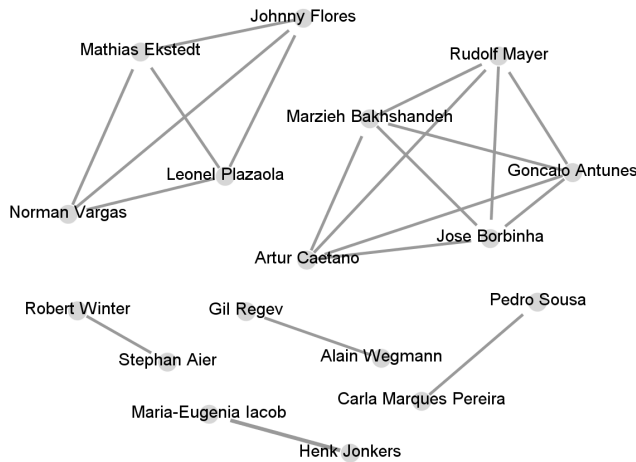 Johnny Flores
Mathias Ekstedt
Rudolf Mayer
Marzieh Bakhshandeh
Leonel Plazaola
Goncalo Antunes
Norman Vargas
Jose Borbinha
Artur Caetano
Robert Winter
Gil Regev
Pedro Sousa
Stephan Aier
Alain Wegmann
Carla Marques Pereira
Maria-Eugenia Iacob
Henk Jonkers